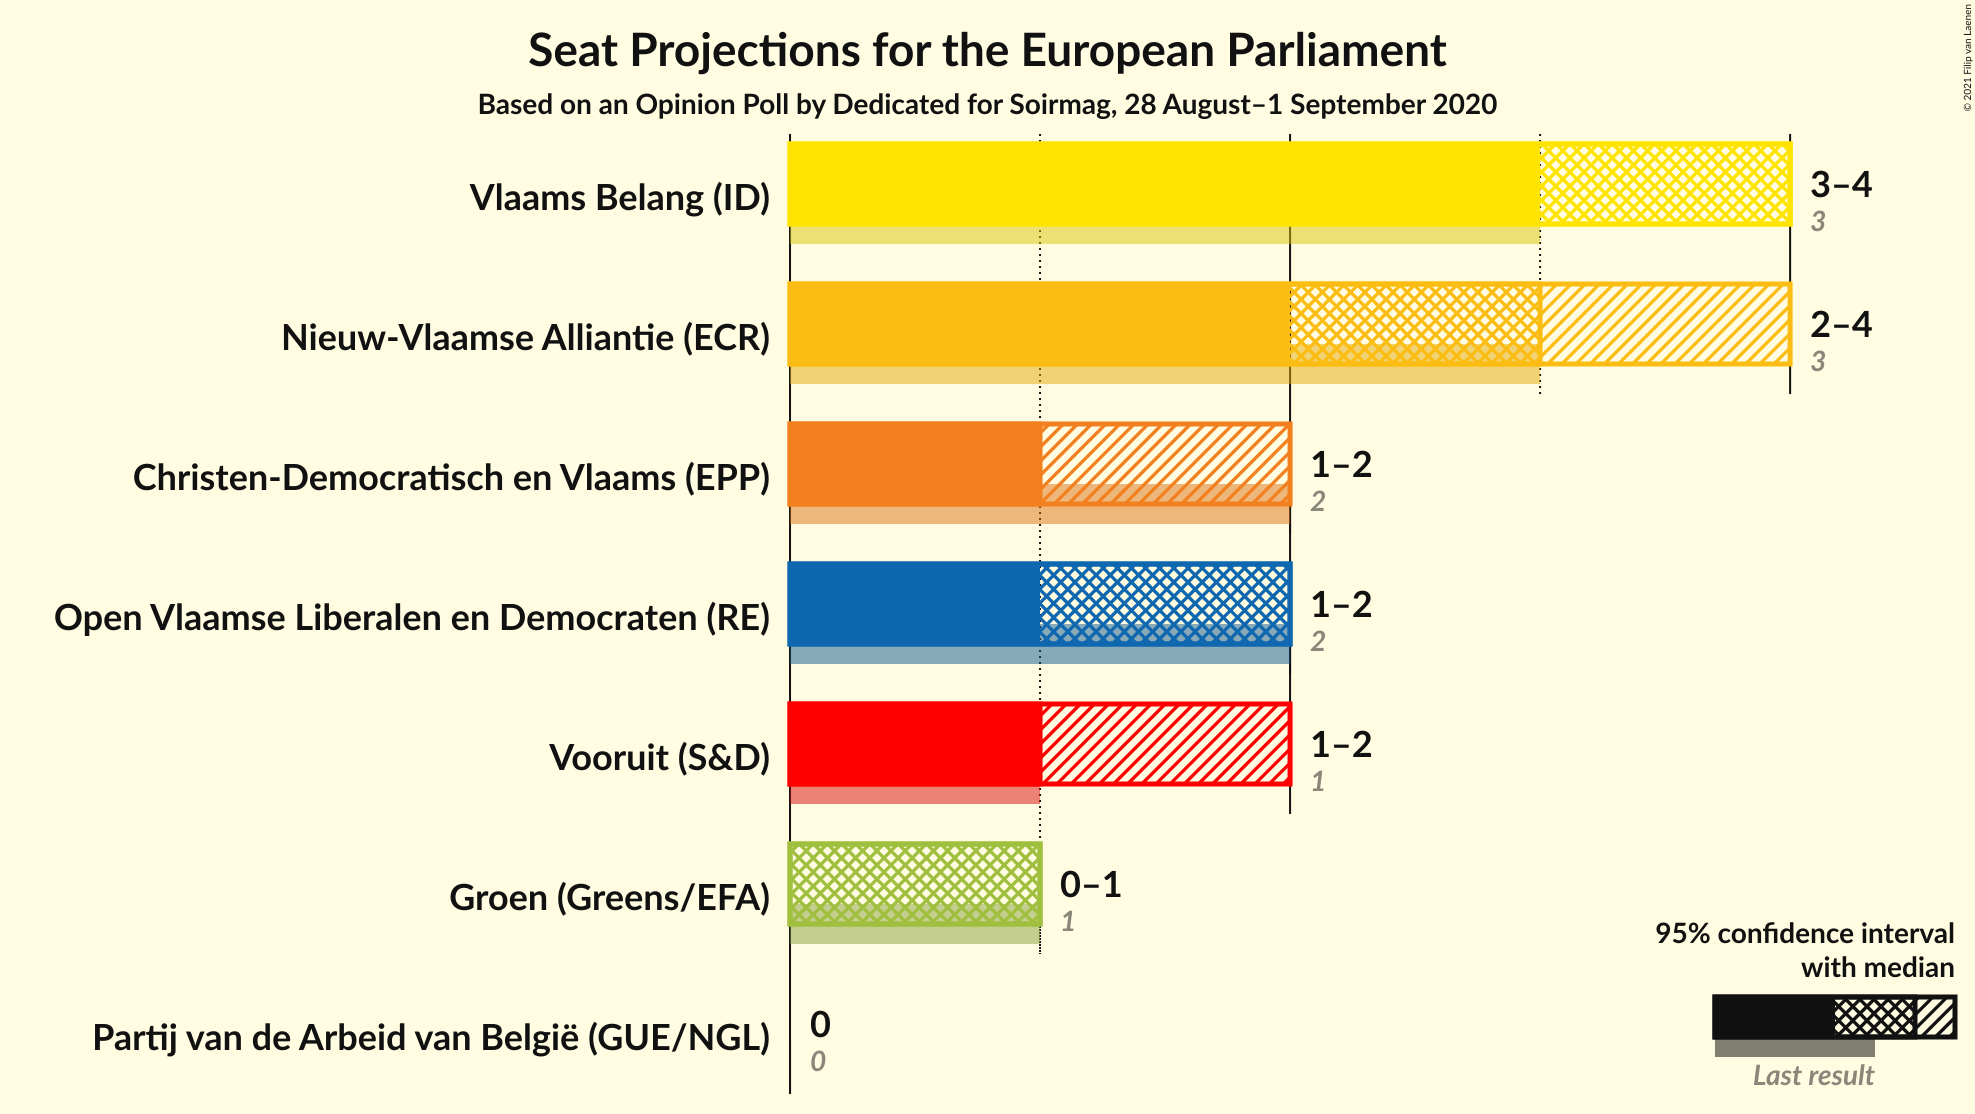 Seat Projections for the European Parliament
Based on an Opinion Poll by Dedicated for Soirmag, 28 August–1 September 2020
© 2021 Filip van Laenen
Vlaams Belang (ID)
3–4
3
Nieuw-Vlaamse Alliantie (ECR)
2–4
3
Christen-Democratisch en Vlaams (EPP)
1–2
2
Open Vlaamse Liberalen en Democraten (RE)
1–2
2
Vooruit (S&D)
1–2
1
Groen (Greens/EFA)
0–1
1
Partij van de Arbeid van België (GUE/NGL)
0
0
95% confidence interval
with median
Last result